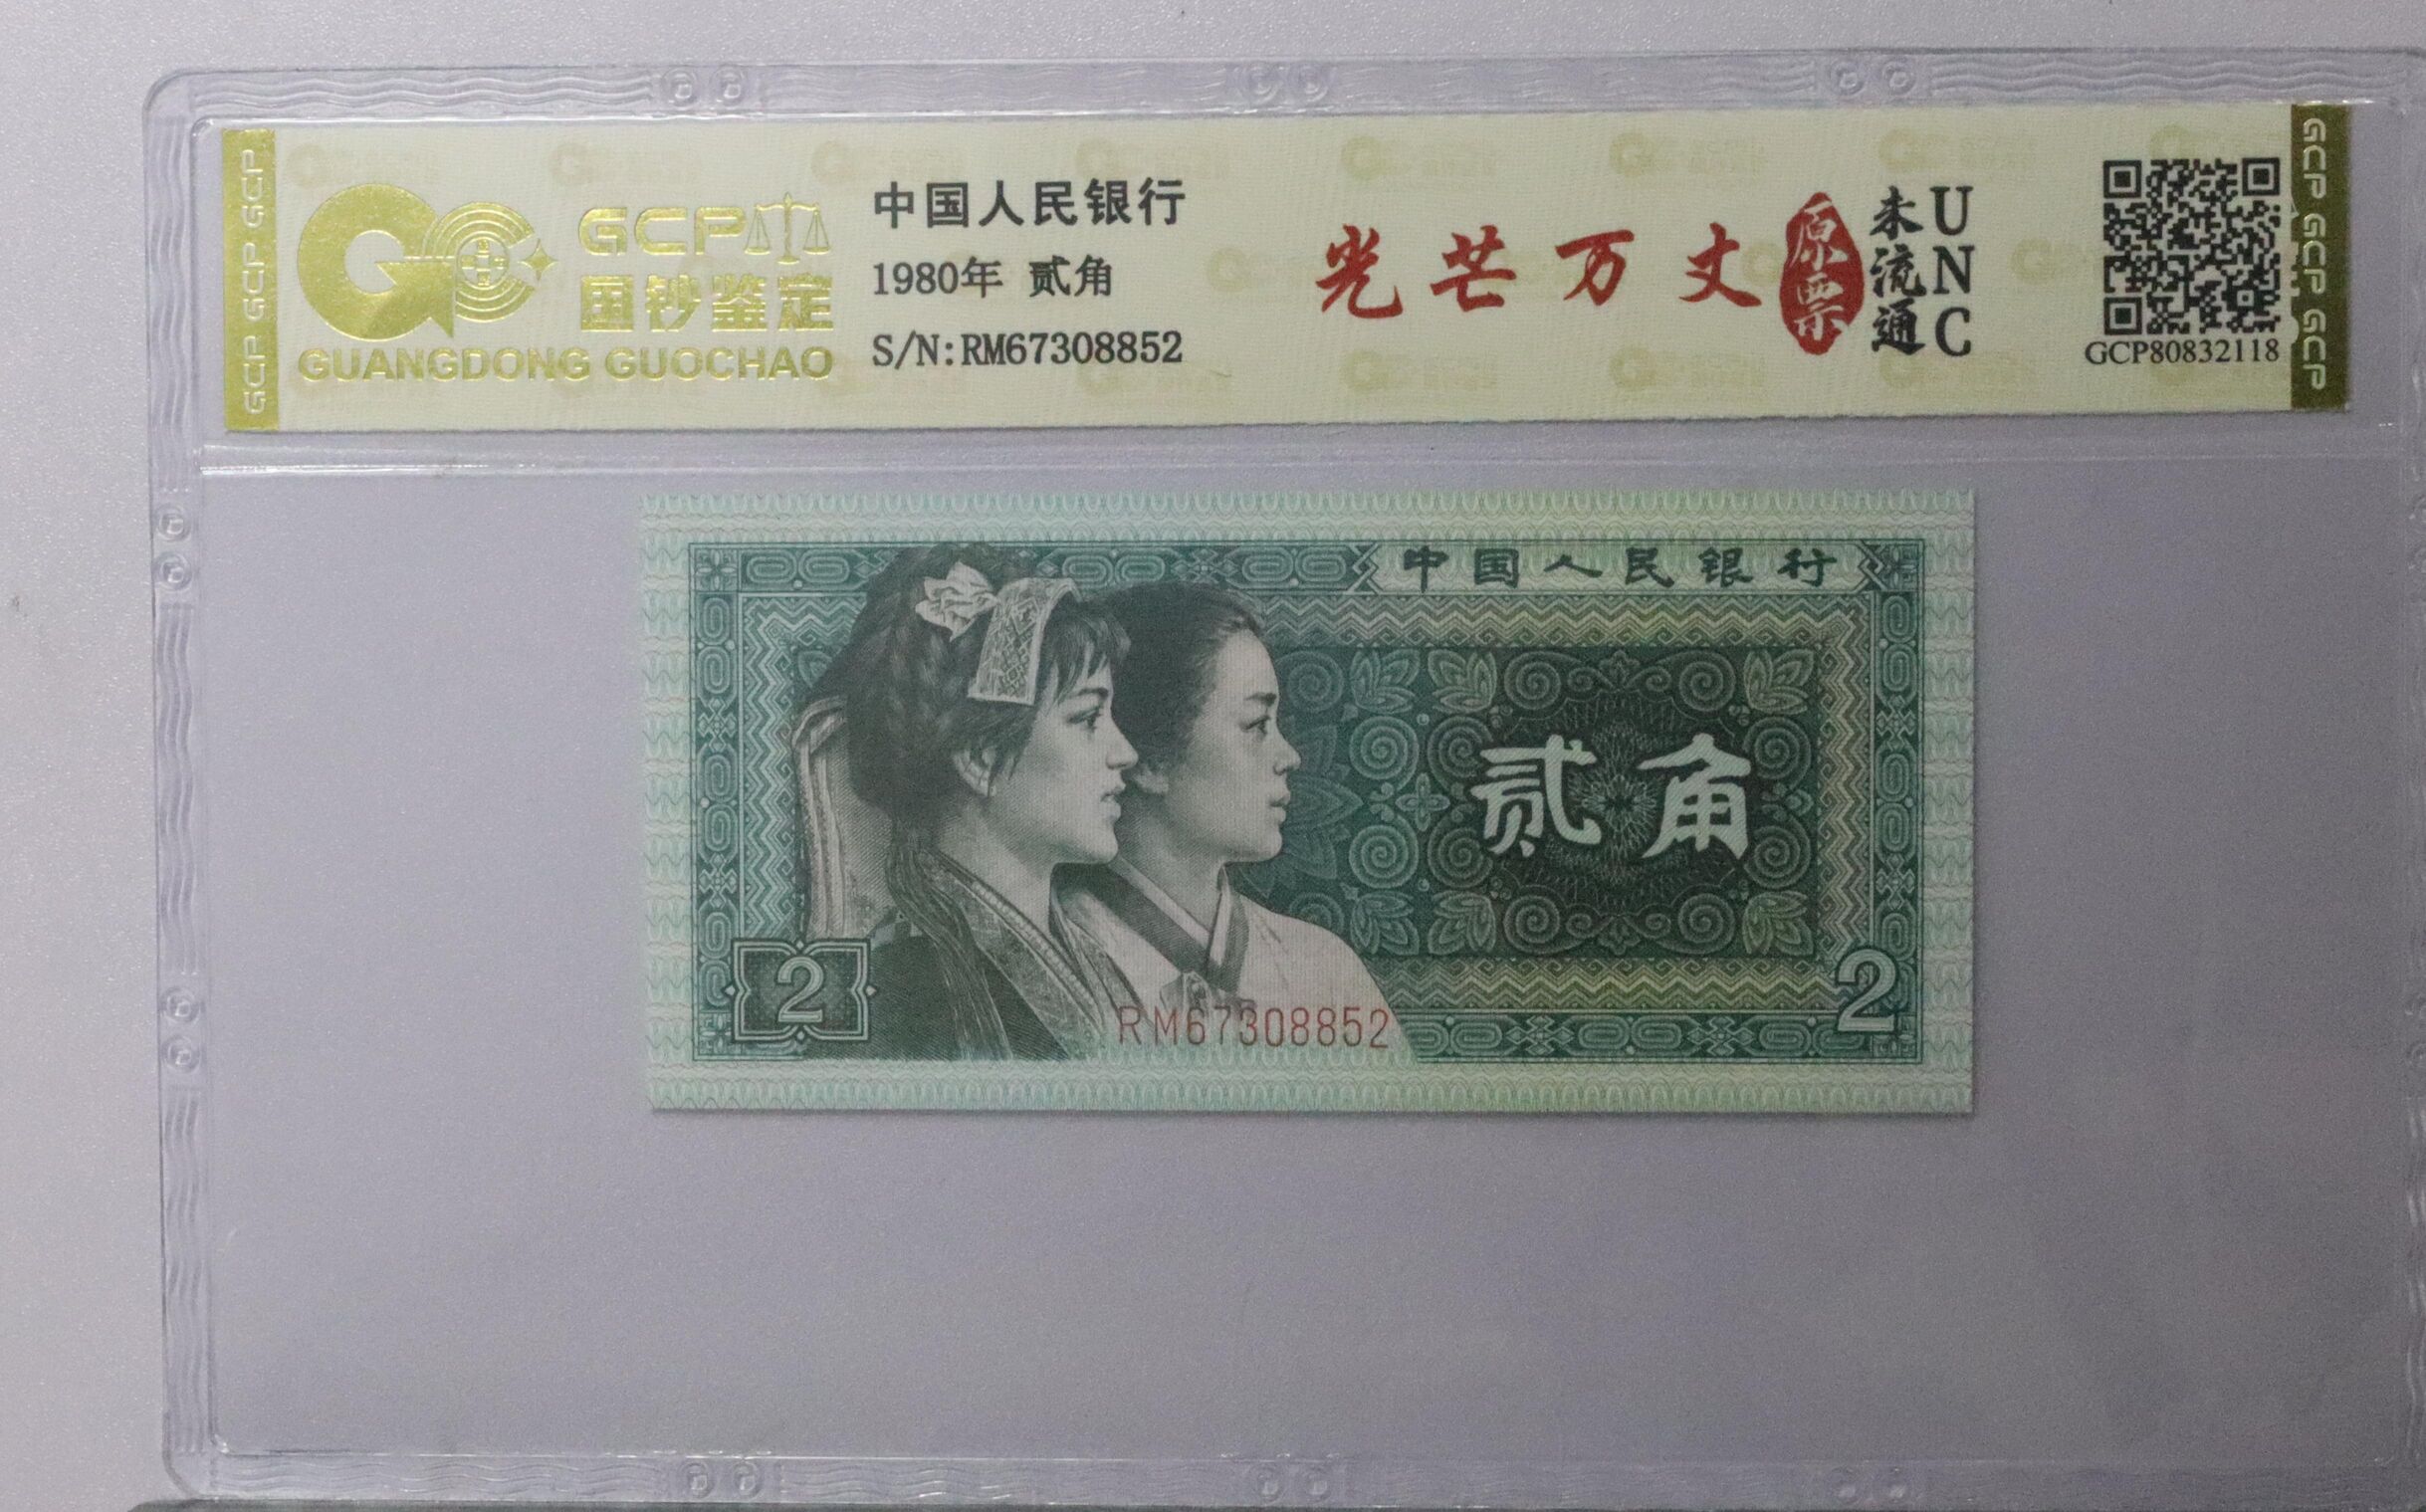 GCP GCP GCP
GCP
国钞鉴定
GUANGDONG GUOCHAO
中国人民银行
1980年 贰角
S/N:RM67308852
光芒万丈
原票
未流通
UNC
GCP80832118
GCP GCP GCP
中国人民银行
贰角
2
RM67308852
2